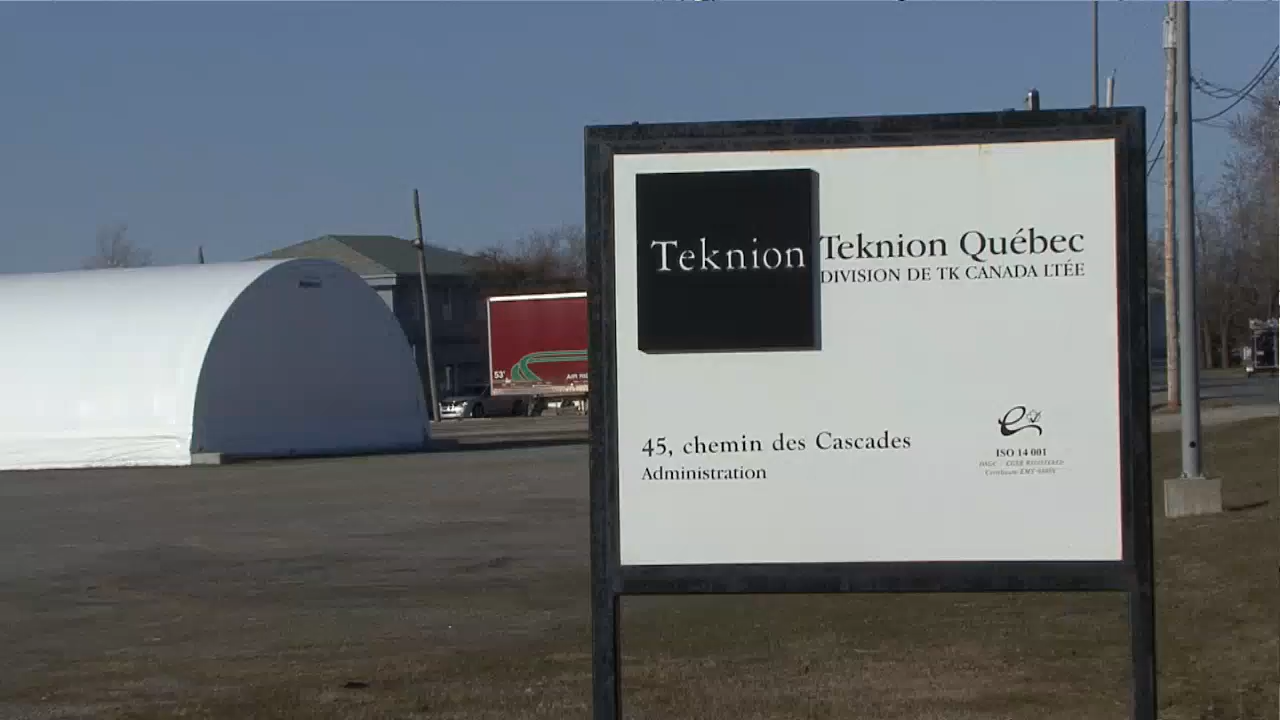 Teknion
Teknion Québec
DIVISION DE TK CANADA LTÉE
45, chemin des Cascades
Administration
ISO 14 001
53'